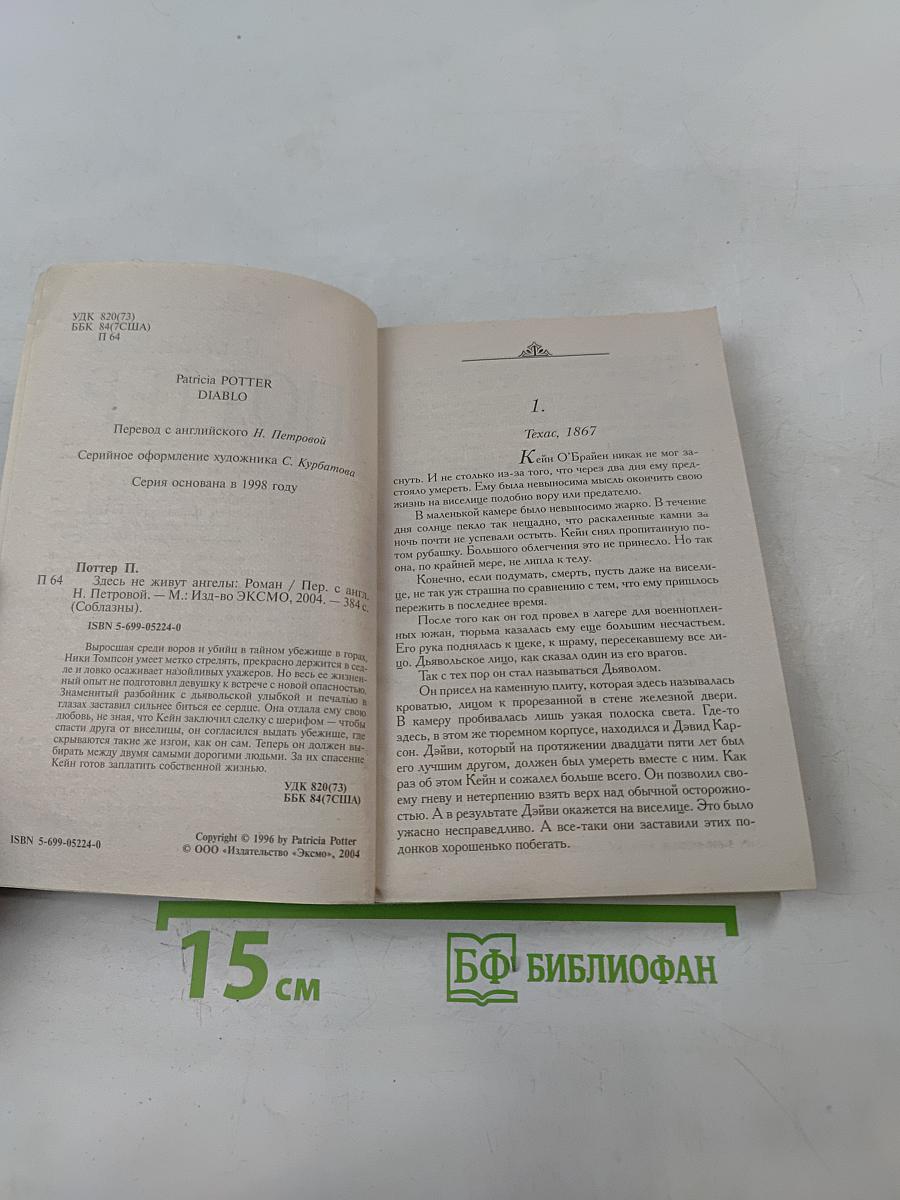 УДК 820(73)
ББК 84(7США)
П 64
Patricia POTTER
DIABLO
Перевод с английского Н. Петровой
Серийное оформление художника С. Курбатова
Серия основана в 1998 году
Поттер П.
П 64 Здесь не живут ангелы: Роман / Пер. с англ.
Н. Петровой. — М.: Изд-во ЭКСМО, 2004. — 384 с.
(Соблазны).
ISBN 5-699-05224-0
Выросшая среди воров и убийц в тайном убежище в горах,
Ники Томпсон умеет метко стрелять, прекрасно держится в сед-
ле и ловко осаживает назойливых ухажеров. Но весь ее жизнен-
ный опыт не подготовил девушку к встрече с новой опасностью.
Знаменитый разбойник с дьявольской улыбкой и печалью в
глазах заставил сильнее биться ее сердце. Она отдала ему свою
любовь, не зная, что Кейн заключил сделку с шерифом — чтобы
спасти друга от виселицы, он согласился выдать убежище, где
скрываются такие же изгои, как он сам. Теперь он должен вы-
бирать между двумя самыми дорогими людьми. За их спасение
Кейн готов заплатить собственной жизнью.
УДК 820(73)
ББК 84(7США)
ISBN 5-699-05224-0
Copyright © 1996 by Patricia Potter
© ООО «Издательство «Эксмо», 2004
1.
Техас, 1867
Кейн О'Брайен никак не мог за-
снуть. И не столько из-за того, что через два дня ему пред-
стояло умереть. Ему была невыносима мысль окончить свою
жизнь на виселице подобно вору или предателю.
В маленькой камере было невыносимо жарко. В течение
дня солнце пекло так нещадно, что раскаленные камни за
ночь почти не успевали остыть. Кейн снял пропитанную по-
том рубашку. Большого облегчения это не принесло. Но так
она, по крайней мере, не липла к телу.
Конечно, если подумать, смерть, пусть даже на виселице,
не так уж страшна по сравнению с тем, что ему пришлось
пережить в последнее время.
После того как он год провел в лагере для военноплен-
ных южан, тюрьма казалась ему еще большим несчастьем.
Его рука поднялась к щеке, к шраму, пересекавшему все ли-
цо. Дьявольское лицо, как сказал один из его врагов.
Так с тех пор он стал называться Дьяволом.
Он присел на каменную плиту, которая здесь называлась
кроватью, лицом к прорезанной в стене железной двери.
В камеру пробивалась лишь узкая полоска света. Где-то
здесь, в этом же тюремном корпусе, находился и Дэвид Кар-
сон. Дэйви, который на протяжении двадцати пяти лет был
его лучшим другом, должен был умереть вместе с ним. Как
раз об этом Кейн и сожалел больше всего. Он позволил сво-
ему гневу и нетерпению взять верх над обычной осторожно-
стью. А в результате Дэйви окажется на виселице. Это было
ужасно несправедливо. А все-таки они заставили этих по-
донков хорошенько побегать.
15 см
БФ БИБЛИОФАН